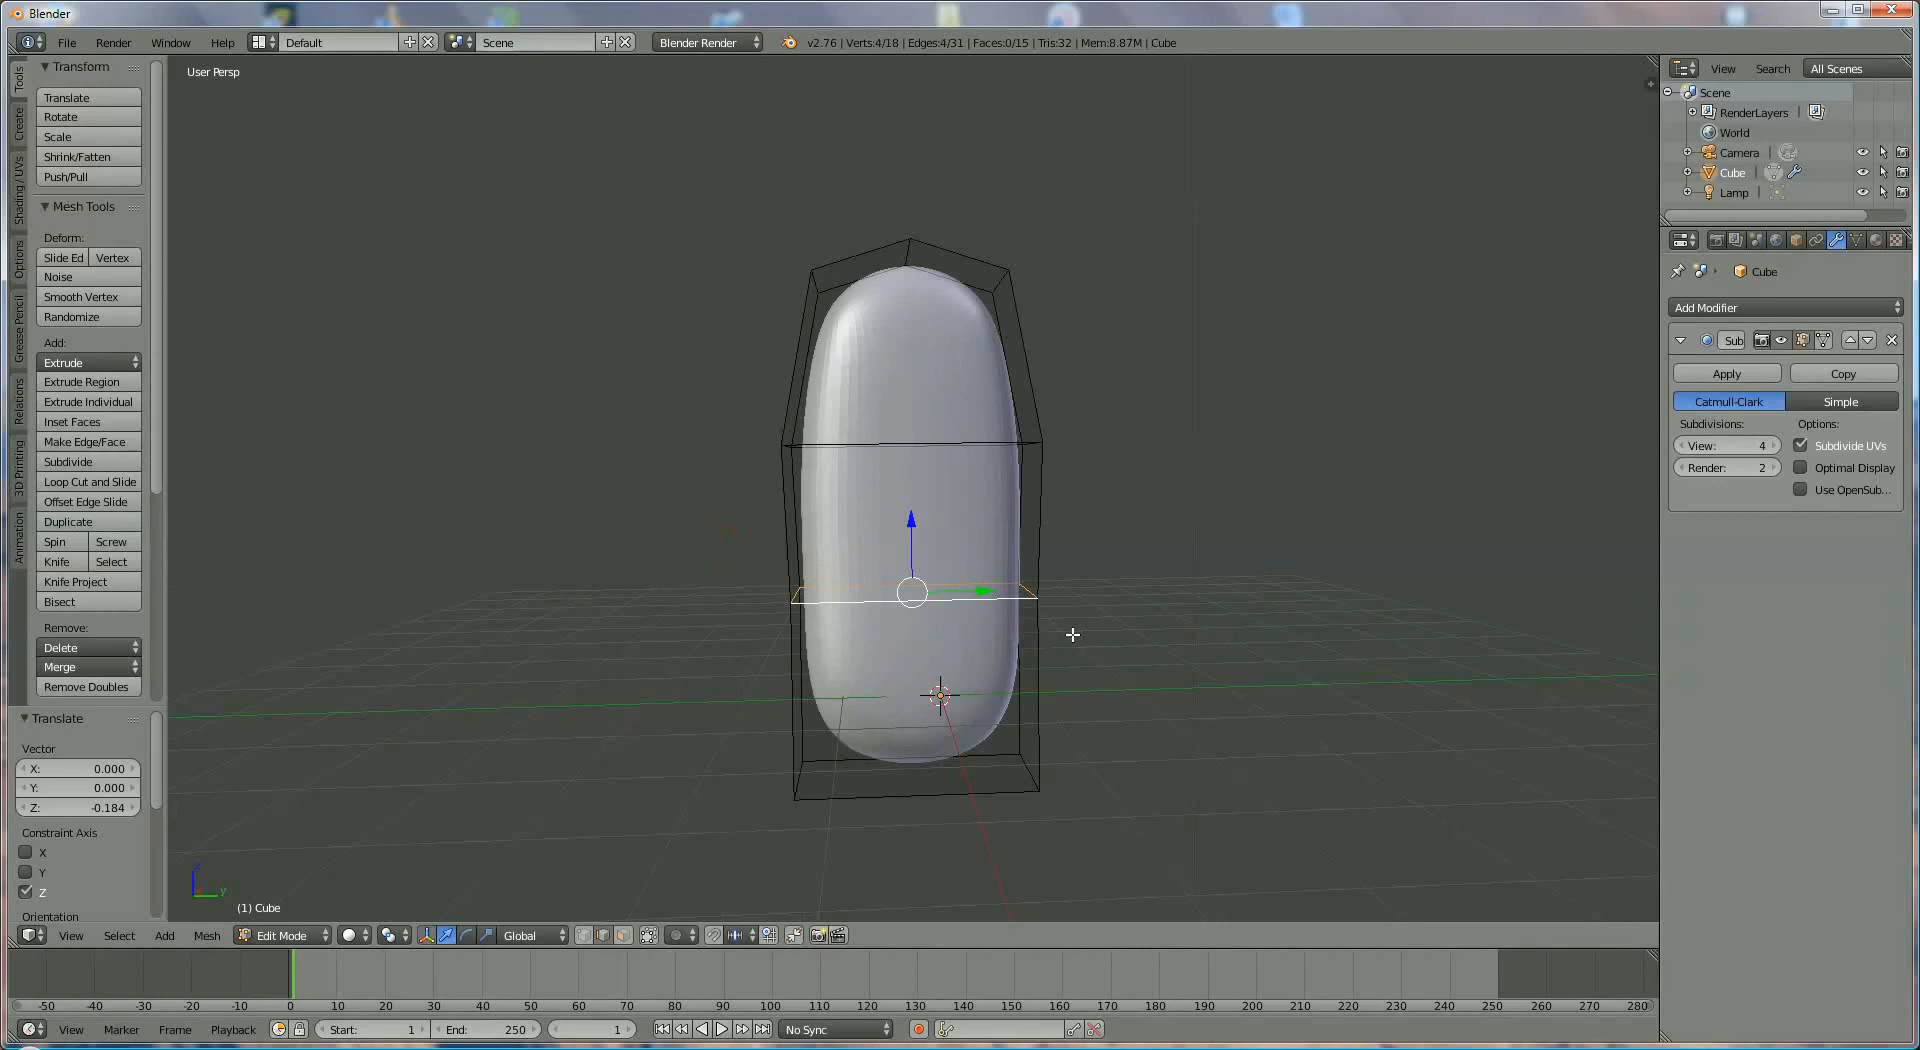 Blender
File Render Window Help Default Scene Blender Render v2.76 | Verts:4/18 | Edges:4/31 | Faces:0/15 | Tris:32 | Mem:8.87M | Cube
User Persp
Tools
Create
Shading / UVs
Options
Grease Pencil
Relations
3D Printing
Animation
Transform
Translate
Rotate
Scale
Shrink/Fatten
Push/Pull
Mesh Tools
Deform:
Slide Ed Vertex
Noise
Smooth Vertex
Randomize
Add:
Extrude
Extrude Region
Extrude Individual
Inset Faces
Make Edge/Face
Subdivide
Loop Cut and Slide
Offset Edge Slide
Duplicate
Spin Screw
Knife Select
Knife Project
Bisect
Remove:
Delete
Merge
Remove Doubles
Translate
Vector
X: 0.000
Y: 0.000
Z: -0.184
Constraint Axis
X
Y
Z
Orientation
z
y
(1) Cube
View Search All Scenes
Scene
RenderLayers |
World
Camera |
Cube |
Lamp |
Cube
Add Modifier
Sub
Apply Copy
Catmull-Clark Simple
Subdivisions: Options:
View: 4 Subdivide UVs
Render: 2 Optimal Display
Use OpenSub...
View Select Add Mesh Edit Mode Global
-50 -40 -30 -20 -10 0 10 20 30 40 50 60 70 80 90 100 110 120 130 140 150 160 170 180 190 200 210 220 230 240 250 260 270 280
View Marker Frame Playback Start: 1 End: 250 1 No Sync